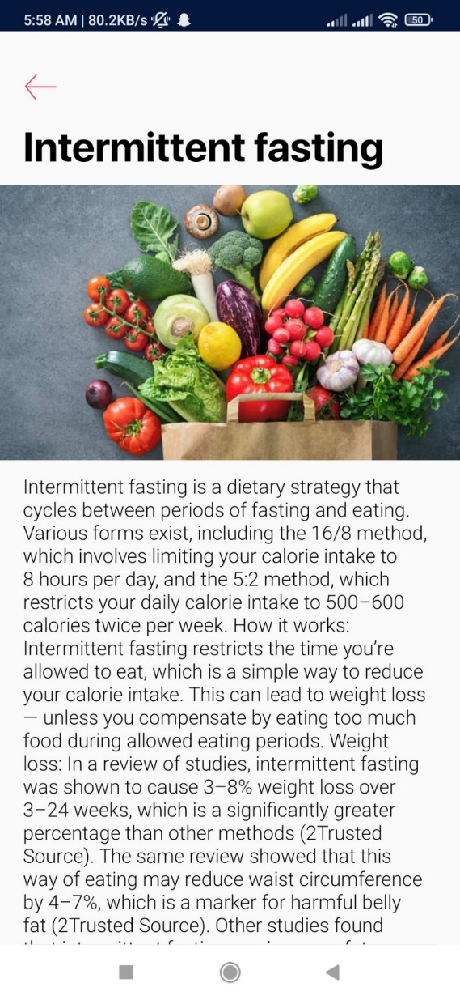 5:58 AM | 80.2KB/s
50
Intermittent fasting
Intermittent fasting is a dietary strategy that
cycles between periods of fasting and eating.
Various forms exist, including the 16/8 method,
which involves limiting your calorie intake to
8 hours per day, and the 5:2 method, which
restricts your daily calorie intake to 500–600
calories twice per week. How it works:
Intermittent fasting restricts the time you’re
allowed to eat, which is a simple way to reduce
your calorie intake. This can lead to weight loss
— unless you compensate by eating too much
food during allowed eating periods. Weight
loss: In a review of studies, intermittent fasting
was shown to cause 3–8% weight loss over
3–24 weeks, which is a significantly greater
percentage than other methods (2Trusted
Source). The same review showed that this
way of eating may reduce waist circumference
by 4–7%, which is a marker for harmful belly
fat (2Trusted Source). Other studies found